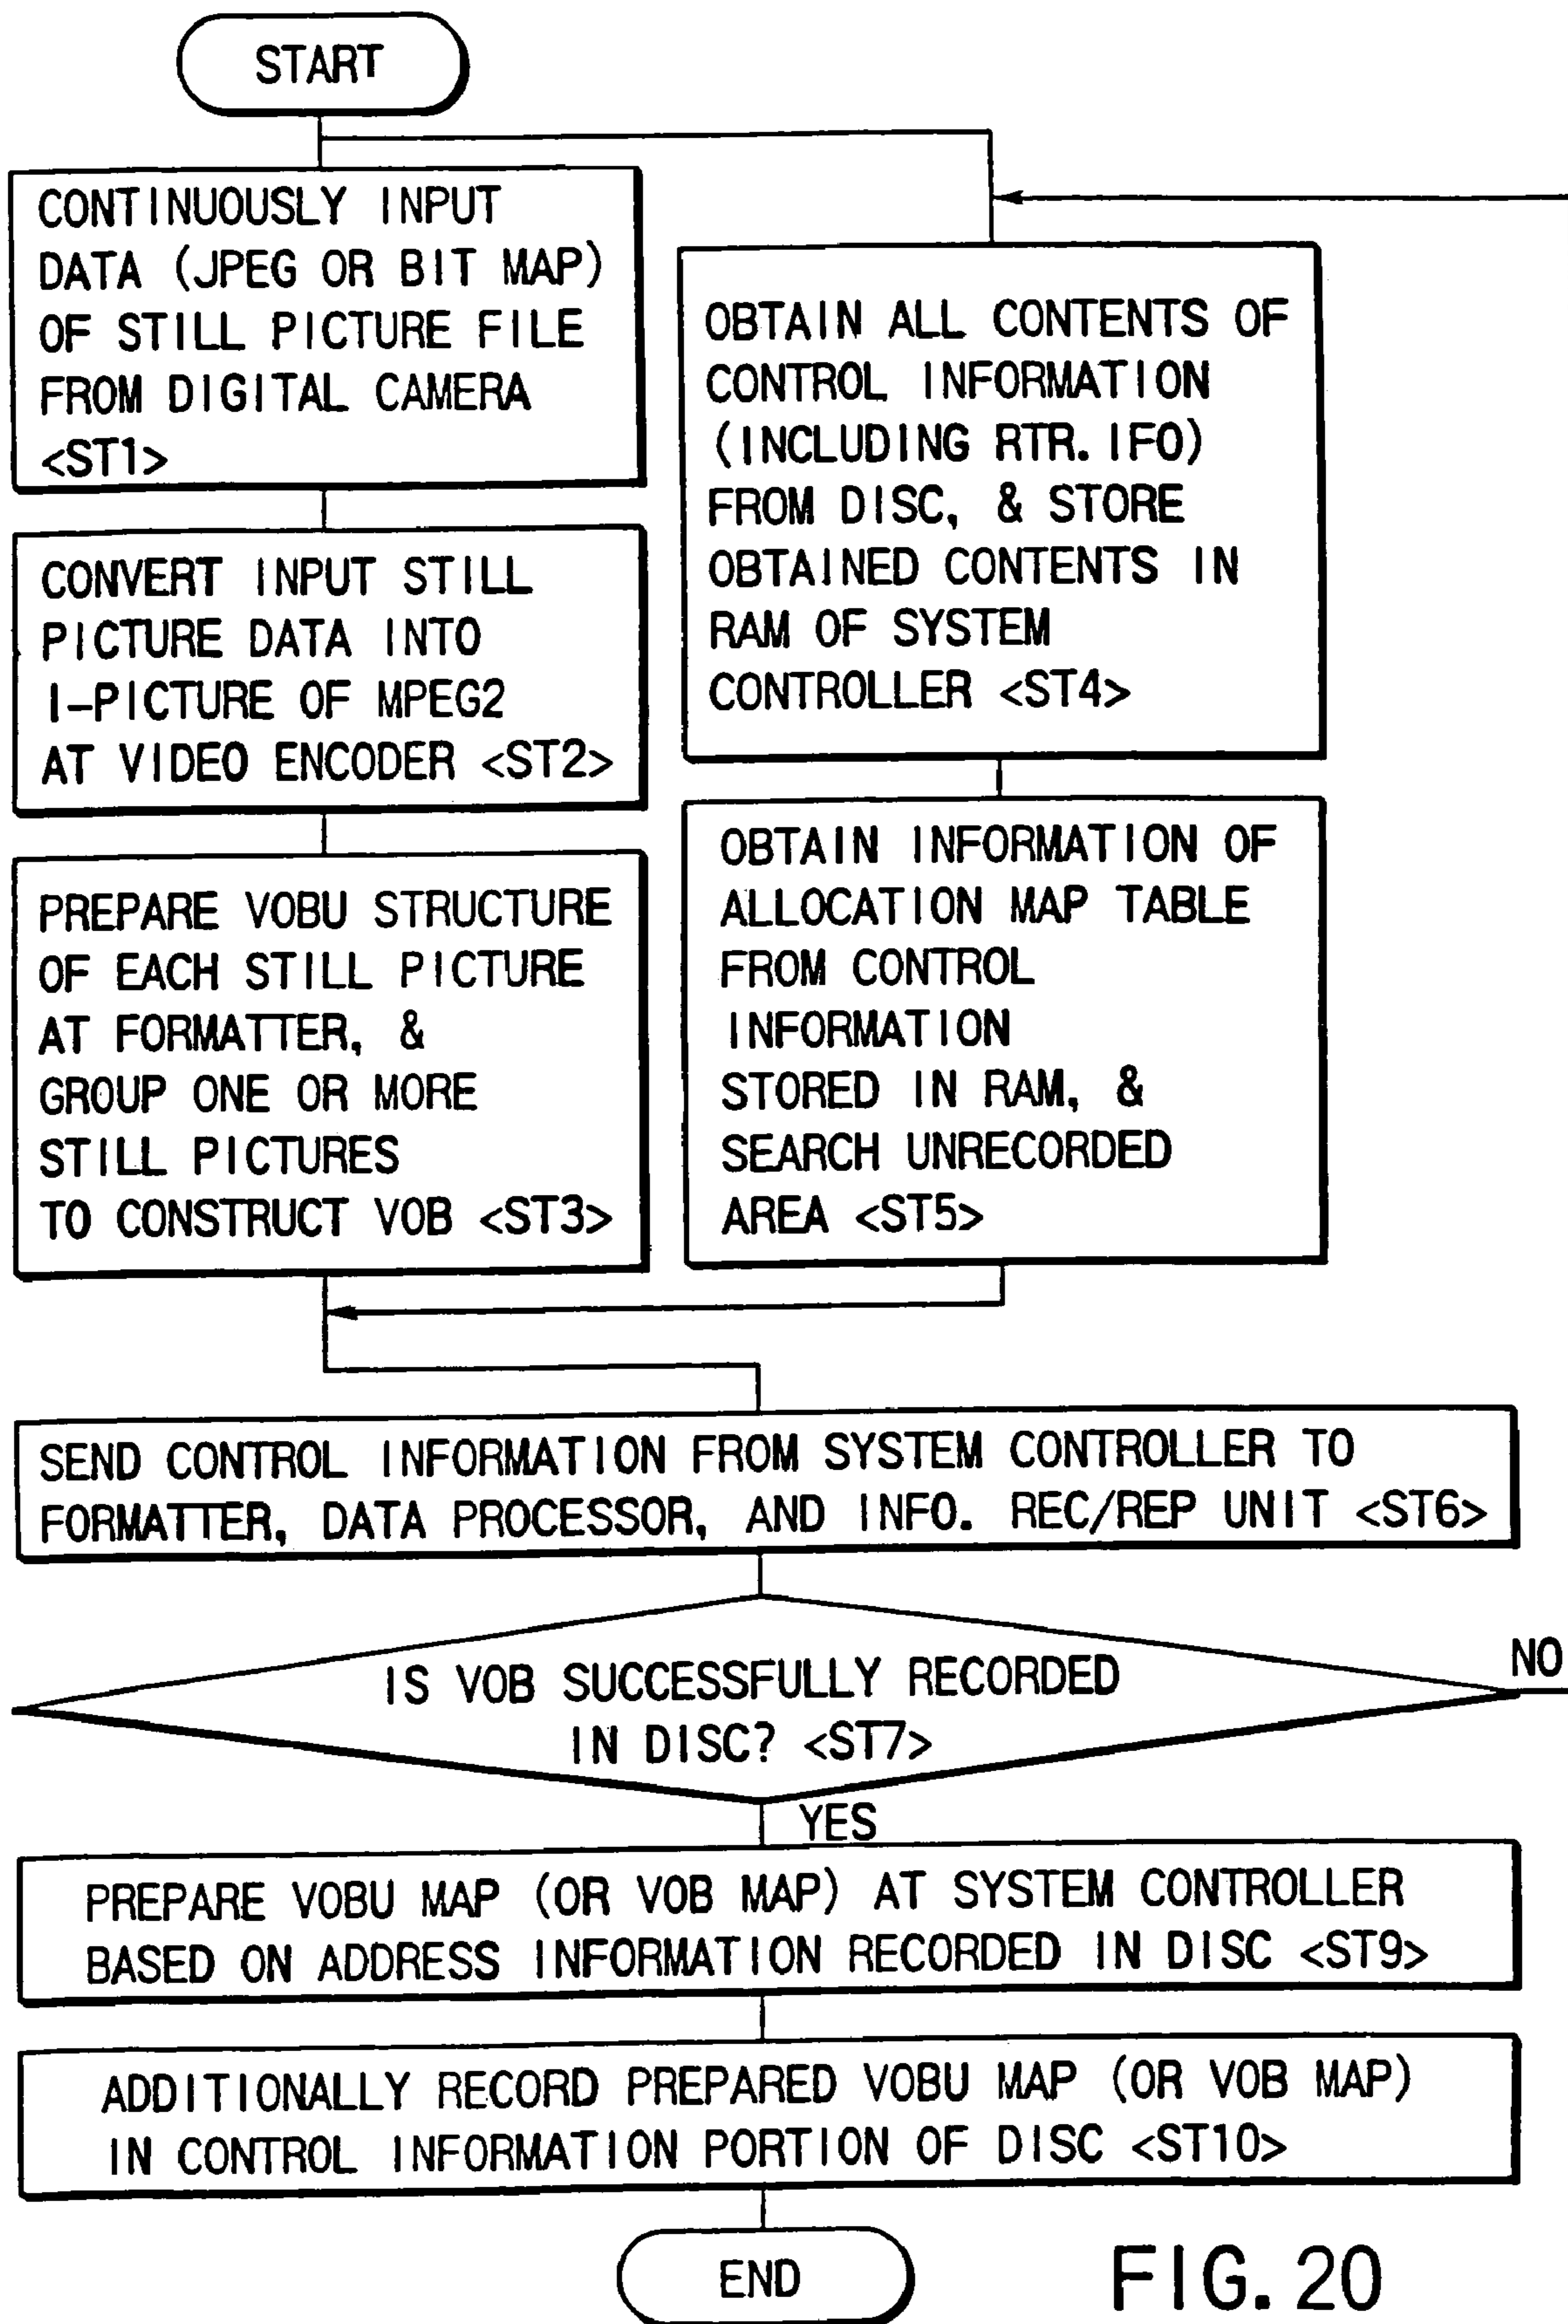 START
CONTINUOUSLY INPUT
DATA (JPEG OR BIT MAP)
OF STILL PICTURE FILE
FROM DIGITAL CAMERA
<ST1>
CONVERT INPUT STILL
PICTURE DATA INTO
I-PICTURE OF MPEG2
AT VIDEO ENCODER <ST2>
PREPARE VOBU STRUCTURE
OF EACH STILL PICTURE
AT FORMATTER, &
GROUP ONE OR MORE
STILL PICTURES
TO CONSTRUCT VOB <ST3>
OBTAIN ALL CONTENTS OF
CONTROL INFORMATION
(INCLUDING RTR. IFO)
FROM DISC, & STORE
OBTAINED CONTENTS IN
RAM OF SYSTEM
CONTROLLER <ST4>
OBTAIN INFORMATION OF
ALLOCATION MAP TABLE
FROM CONTROL
INFORMATION
STORED IN RAM, &
SEARCH UNRECORDED
AREA <ST5>
SEND CONTROL INFORMATION FROM SYSTEM CONTROLLER TO
FORMATTER, DATA PROCESSOR, AND INFO. REC/REP UNIT <ST6>
IS VOB SUCCESSFULLY RECORDED
IN DISC? <ST7>
NO
YES
PREPARE VOBU MAP (OR VOB MAP) AT SYSTEM CONTROLLER
BASED ON ADDRESS INFORMATION RECORDED IN DISC <ST9>
ADDITIONALLY RECORD PREPARED VOBU MAP (OR VOB MAP)
IN CONTROL INFORMATION PORTION OF DISC <ST10>
END
FIG. 20